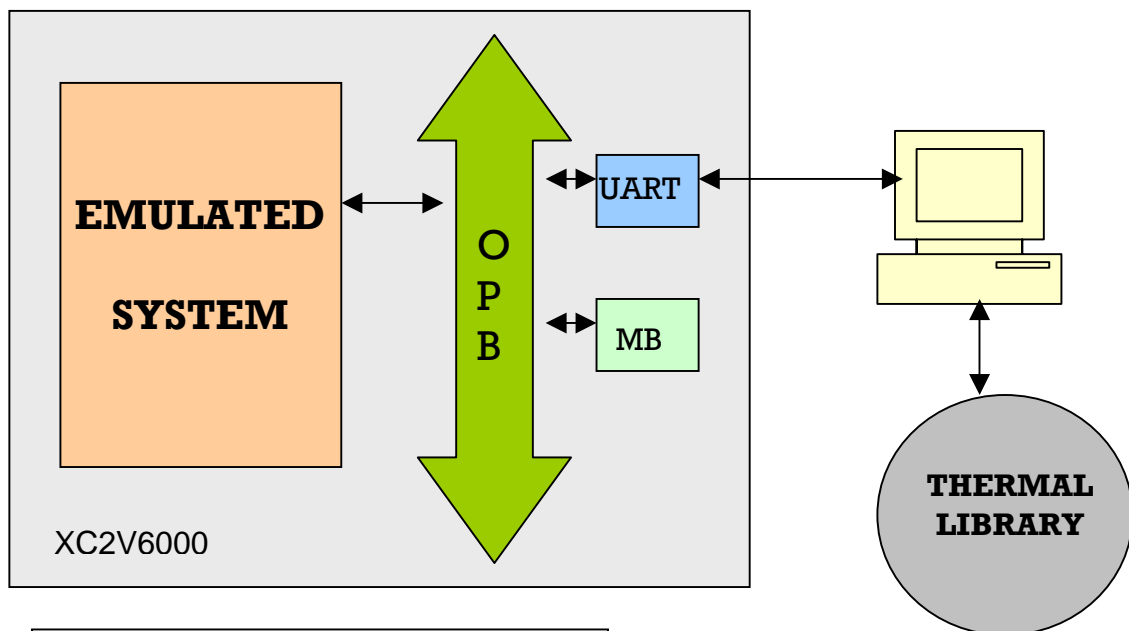 EMULATED
SYSTEM
O
P
B
UART
MB
XC2V6000
THERMAL
LIBRARY